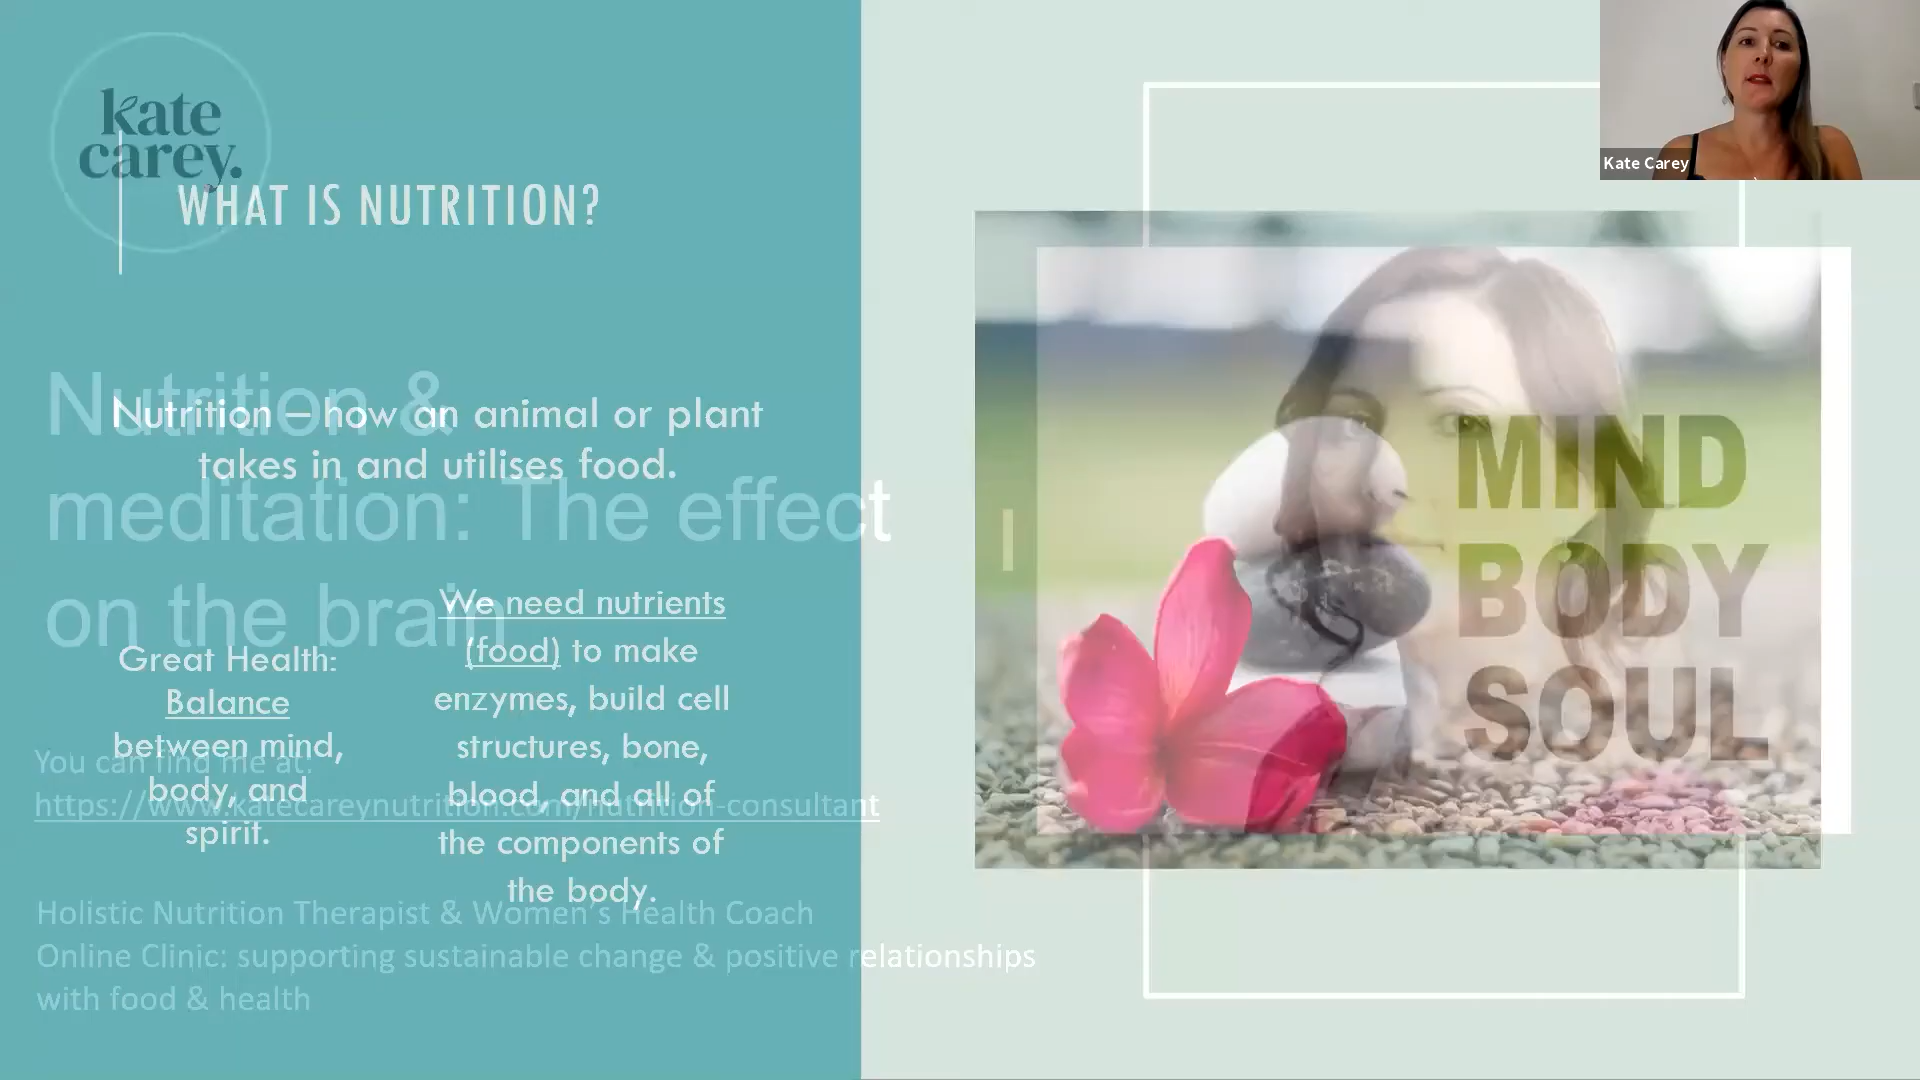 kate
carey.
WHAT IS NUTRITION?
Nutrition – how an animal or plant
takes in and utilises food.
Great Health:
Balance
between mind,
body, and
spirit.
We need nutrients
(food) to make
enzymes, build cell
structures, bone,
blood, and all of
the components of
the body.
Nutrition &
meditation: The effect
on the brain
You can find me at:
https://www.katecareynutrition.com/nutrition-consultant
Holistic Nutrition Therapist & Women's Health Coach
Online Clinic: supporting sustainable change & positive relationships
with food & health
MIND
BODY
SOUL
Kate Carey